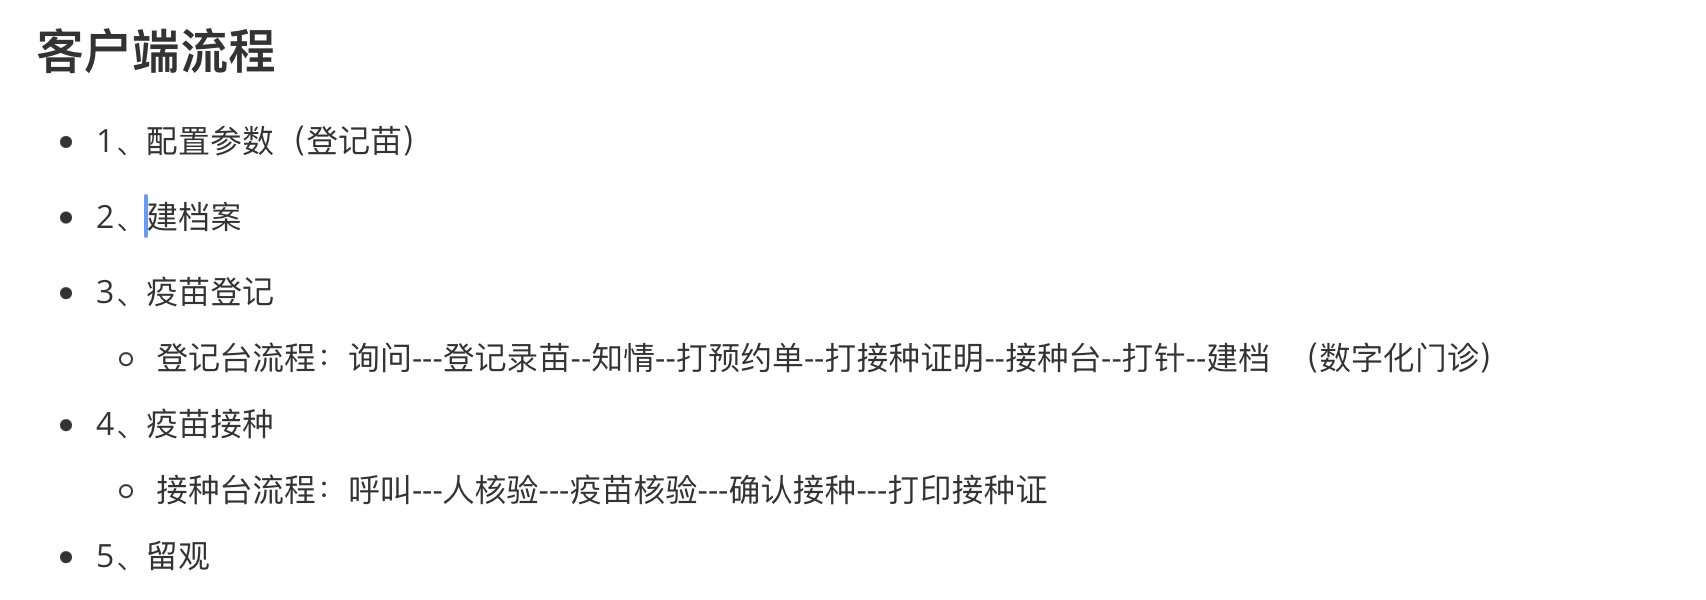 客户端流程
1、配置参数（登记苗）
2、建档案
3、疫苗登记
登记台流程：询问---登记录苗--知情--打预约单--打接种证明--接种台--打针--建档 （数字化门诊）
4、疫苗接种
接种台流程：呼叫---人核验---疫苗核验---确认接种---打印接种证
5、留观